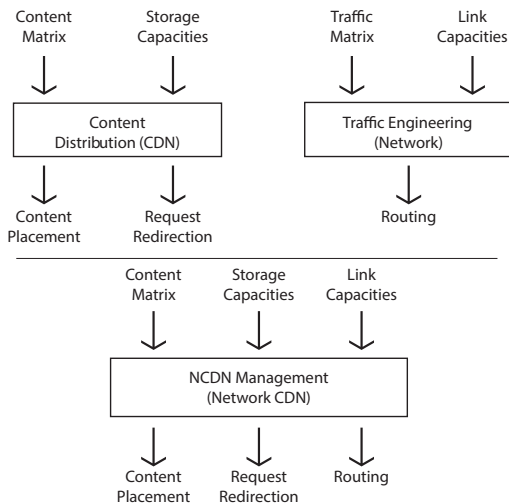 Content
Matrix
Storage
Capacities
Traffic
Matrix
Link
Capacities
Content
Distribution (CDN)
Traffic Engineering
(Network)
Content
Placement
Request
Redirection
Routing
Content
Matrix
Storage
Capacities
Link
Capacities
NCDN Management
(Network CDN)
Content
Placement
Request
Redirection
Routing